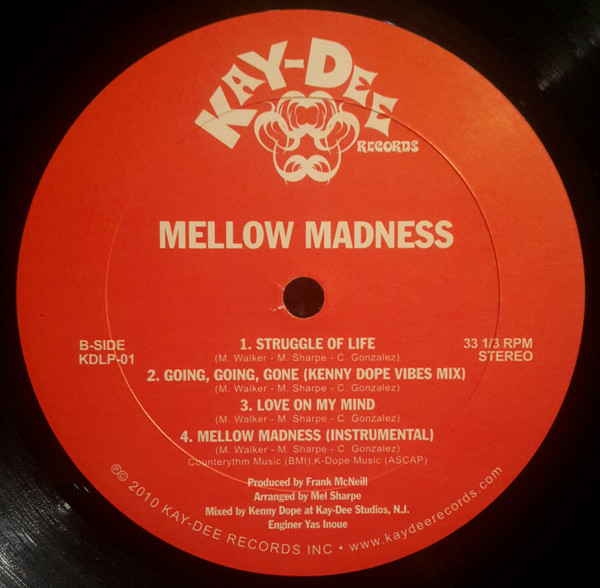 KAY-DEE
RECORDS
MELLOW MADNESS
B-SIDE
KDLP-01
33 1/3 RPM
STEREO
1. STRUGGLE OF LIFE
(M. Walker - M. Sharpe - C. Gonzalez)
2. GOING, GOING, GONE (KENNY DOPE VIBES MIX)
(M. Walker - M. Sharpe - C. Gonzalez)
3. LOVE ON MY MIND
(M. Walker - M. Sharpe - C. Gonzalez)
4. MELLOW MADNESS (INSTRUMENTAL)
(M. Walker - M. Sharpe - C. Gonzalez)
Counterythm Music (BMI).K-Dope Music (ASCAP)
Produced by Frank McNeill
Arranged by Mel Sharpe
Mixed by Kenny Dope at Kay-Dee Studios, N.J.
Enginer Yas Inoue
℗© 2010 KAY-DEE RECORDS INC • www.kaydeerecords.com